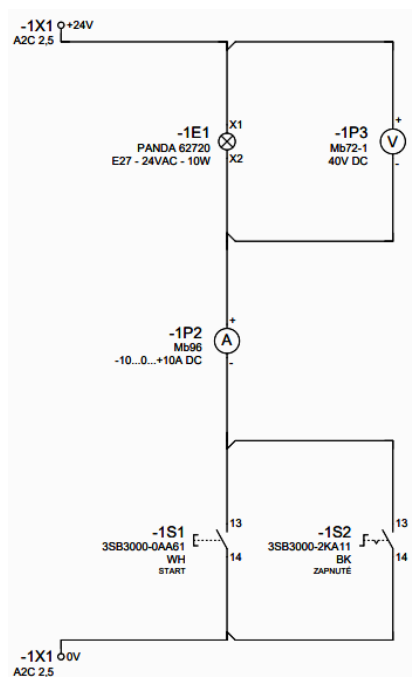 -1X1 +24V
A2C 2,5
-1E1 X1
PANDA 62720
E27 - 24VAC - 10W X2
-1P3 +
Mb72-1 V
40V DC -
-1P2 +
Mb96 A
-10...0...+10A DC -
-1S1 13
3SB3000-0AA61
WH 14
START
-1S2 13
3SB3000-2KA11
BK 14
ZAPNUTÉ
-1X1 0V
A2C 2,5